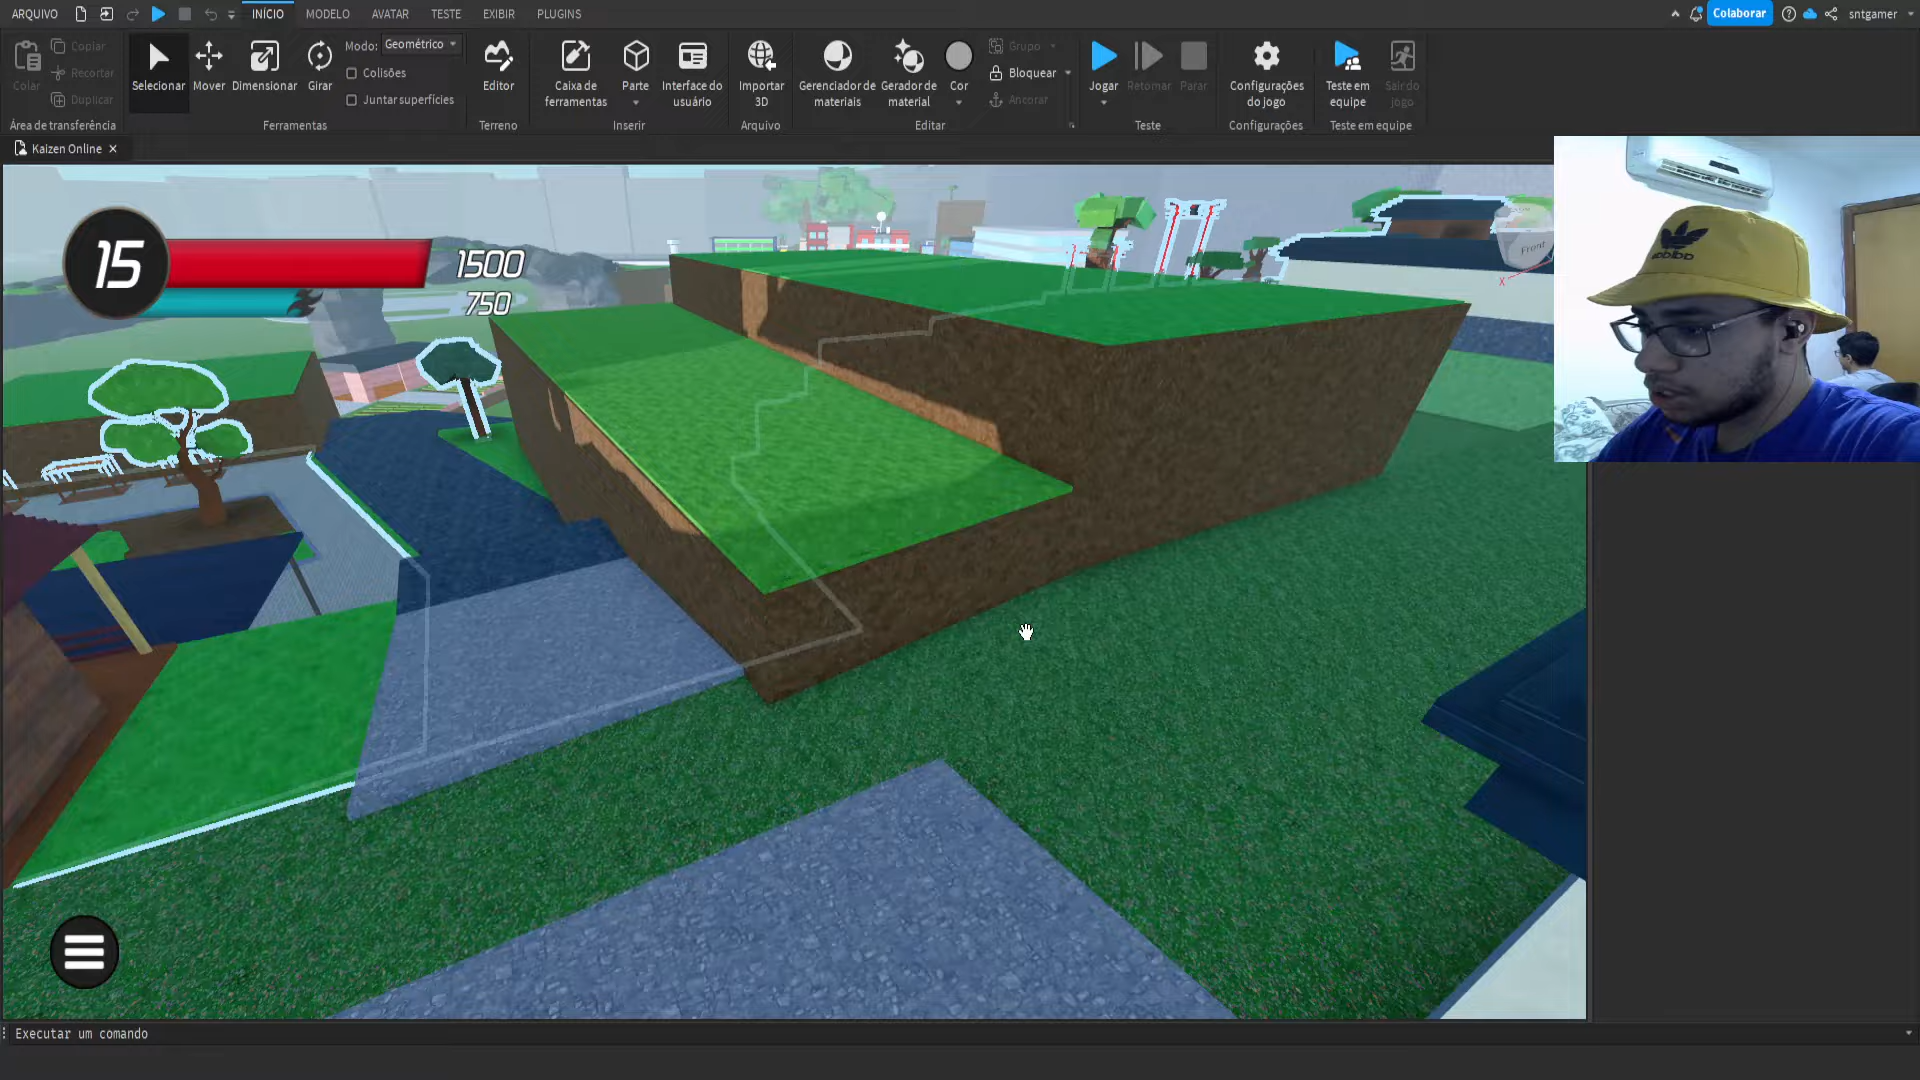 ARQUIVO INÍCIO MODELO AVATAR TESTE EXIBIR PLUGINS Colaborar sntgamer
Colar Copiar Recortar Duplicar
Área de transferência
Selecionar Mover Dimensionar Girar
Modo: Geométrico
Colisões
Juntar superfícies
Ferramentas
Editor
Terreno
Caixa de ferramentas
Parte
Interface do usuário
Inserir
Importar 3D
Arquivo
Gerenciador de materiais
Gerador de material
Cor
Grupo
Bloquear
Ancorar
Editar
Jogar Retomar Parar
Teste
Configurações do jogo
Configurações
Teste em equipe
Sair do jogo
Teste em equipe
Kaizen Online
15
1500
750
Front
X
adidas
Executar um comando